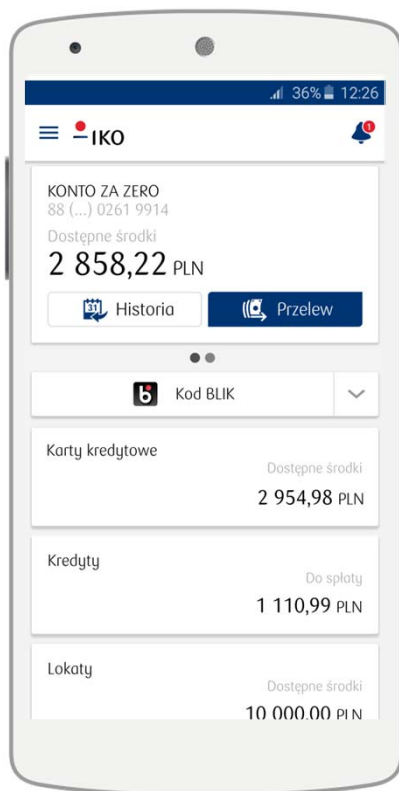 36% 12:26
IKO
1
KONTO ZA ZERO
88 (...) 0261 9914
Dostępne środki
2 858,22 PLN
31 Historia Przelew
Kod BLIK
Karty kredytowe
Dostępne środki
2 954,98 PLN
Kredyty
Do spłaty
1 110,99 PLN
Lokaty
Dostępne środki
10 000,00 PLN